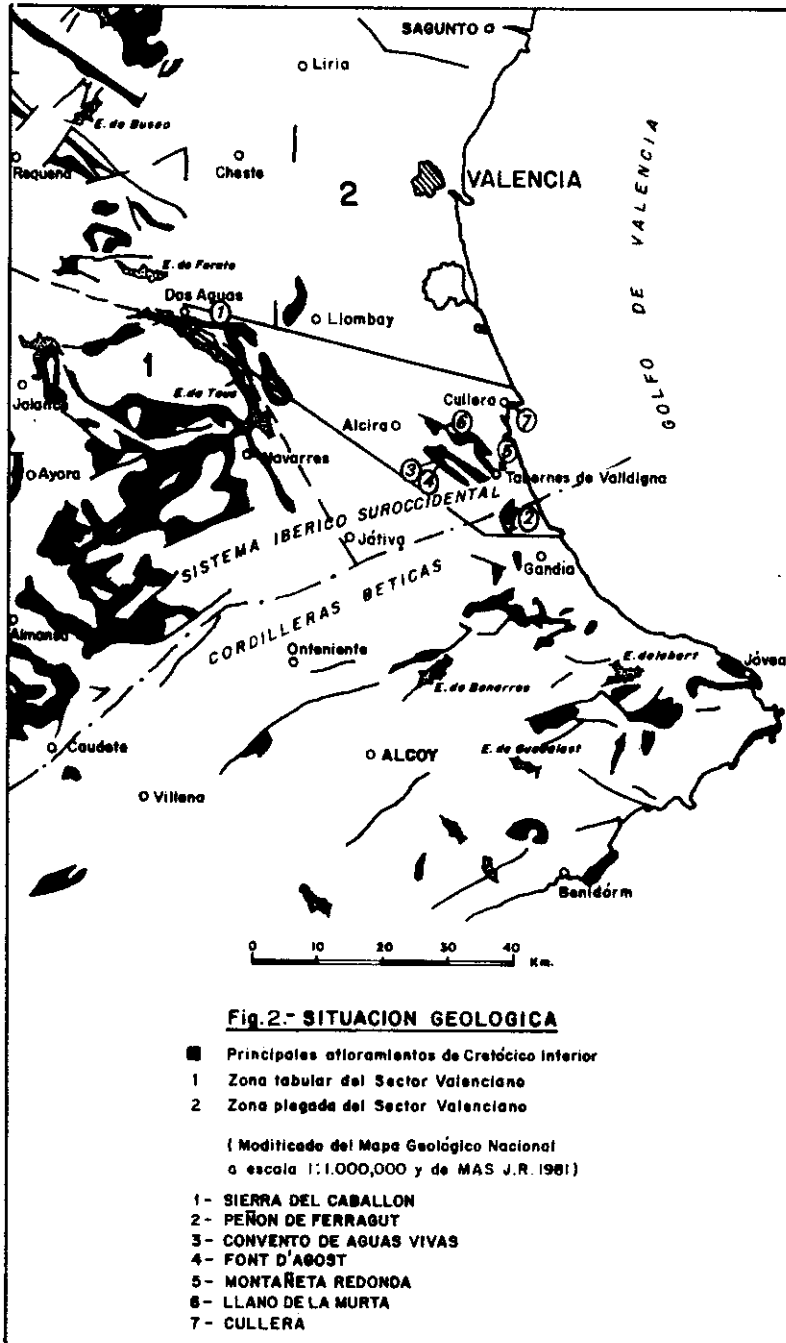 SAGUNTO
Liria
E. de Buseo
Requena
Cheste
2
VALENCIA
GOLFO DE VALENCIA
E. de Forata
Dos Aguas
1
Llombay
1
E. de Tous
Jalance
Cullera
7
6
Alcira
5
Navarres
3
4
Tabernes de Valldigna
Ayora
2
SISTEMA IBERICO SUROCCIDENTAL
Játiva
Gandia
CORDILLERAS BETICAS
Almansa
Onteniente
E. de Isbert
Jávea
E. de Benarres
Caudete
ALCOY
E. de Guadalest
Villena
Benidórm
0 10 20 30 40
Km.
Fig.2.- SITUACION GEOLOGICA
Principales afloramientos de Cretácico Inferior
1 Zona tabular del Sector Valenciano
2 Zona plegada del Sector Valenciano
( Modificado del Mapa Geológico Nacional
a escala 1:1.000,000 y de MAS J.R. 1981)
1- SIERRA DEL CABALLON
2- PEÑON DE FERRAGUT
3- CONVENTO DE AGUAS VIVAS
4- FONT D'AGOST
5- MONTAÑETA REDONDA
6- LLANO DE LA MURTA
7- CULLERA